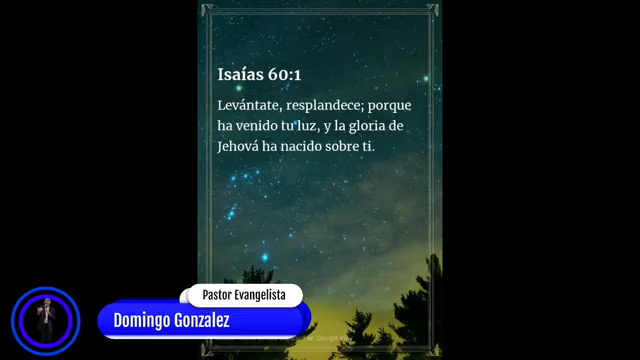 Isaías 60:1
Levántate, resplandece; porque
ha venido tu luz, y la gloria de
Jehová ha nacido sobre ti.
Pastor Evangelista
Domingo Gonzalez